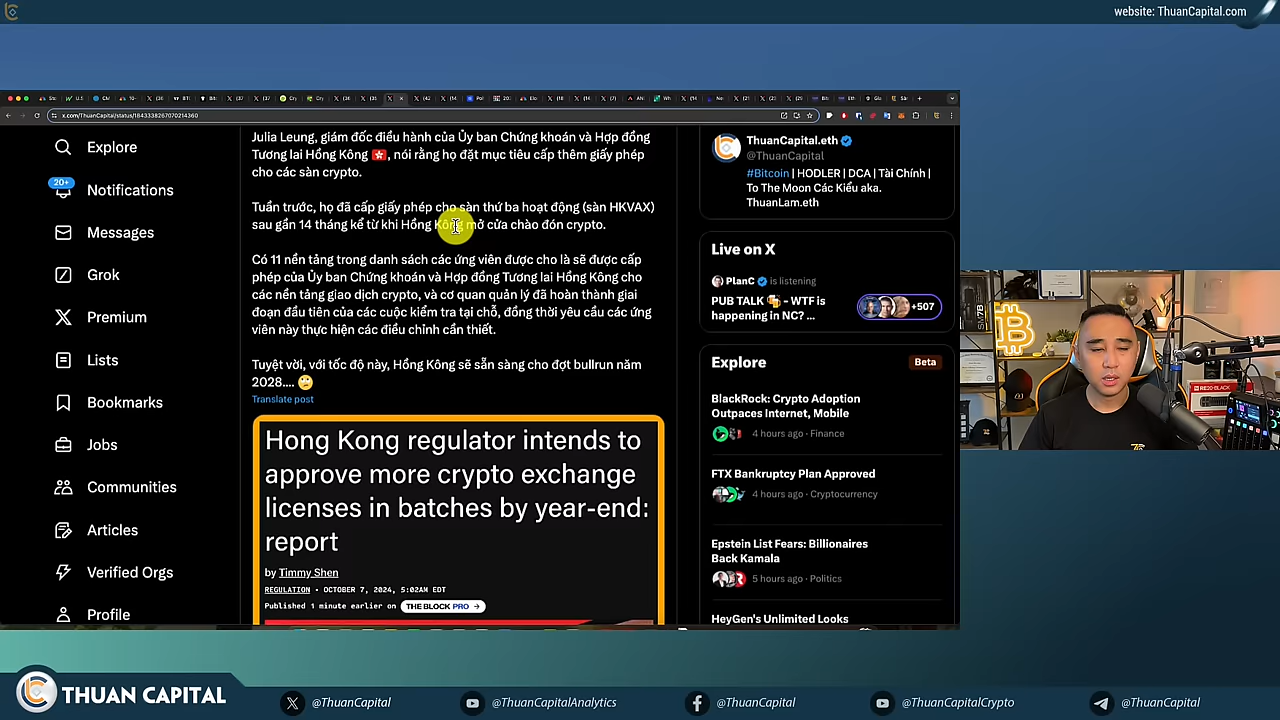 website: ThuanCapital.com
x.com/ThuanCapital/status/1843338267070214360
Explore
20+
Notifications
Messages
Grok
Premium
Lists
Bookmarks
Jobs
Communities
Articles
Verified Orgs
Profile
Julia Leung, giám đốc điều hành của Ủy ban Chứng khoán và Hợp đồng
Tương lai Hồng Kông 🇭🇰, nói rằng họ đặt mục tiêu cấp thêm giấy phép
cho các sàn crypto.
Tuần trước, họ đã cấp giấy phép cho sàn thứ ba hoạt động (sàn HKVAX)
sau gần 14 tháng kể từ khi Hồng Kông mở cửa chào đón crypto.
Có 11 nền tảng trong danh sách các ứng viên được cho là sẽ được cấp
phép của Ủy ban Chứng khoán và Hợp đồng Tương lai Hồng Kông cho
các nền tảng giao dịch crypto, và cơ quan quản lý đã hoàn thành giai
đoạn đầu tiên của các cuộc kiểm tra tại chỗ, đồng thời yêu cầu các ứng
viên này thực hiện các điều chỉnh cần thiết.
Tuyệt vời, với tốc độ này, Hồng Kông sẽ sẵn sàng cho đợt bullrun năm
2028.... 🙄
Translate post
Hong Kong regulator intends to
approve more crypto exchange
licenses in batches by year-end:
report
by Timmy Shen
REGULATION • OCTOBER 7, 2024, 5:02AM EDT
Published 1 minute earlier on THE BLOCK PRO →
ThuanCapital.eth
@ThuanCapital
#Bitcoin | HODLER | DCA | Tài Chính |
To The Moon Các Kiểu aka.
ThuanLam.eth
Live on X
PlanC is listening
PUB TALK 🍻 - WTF is
happening in NC? ...
+507
Explore
Beta
BlackRock: Crypto Adoption
Outpaces Internet, Mobile
4 hours ago · Finance
FTX Bankruptcy Plan Approved
4 hours ago · Cryptocurrency
Epstein List Fears: Billionaires
Back Kamala
5 hours ago · Politics
HeyGen's Unlimited Looks
THUAN CAPITAL
@ThuanCapital
@ThuanCapitalAnalytics
@ThuanCapital
@ThuanCapitalCrypto
@ThuanCapital